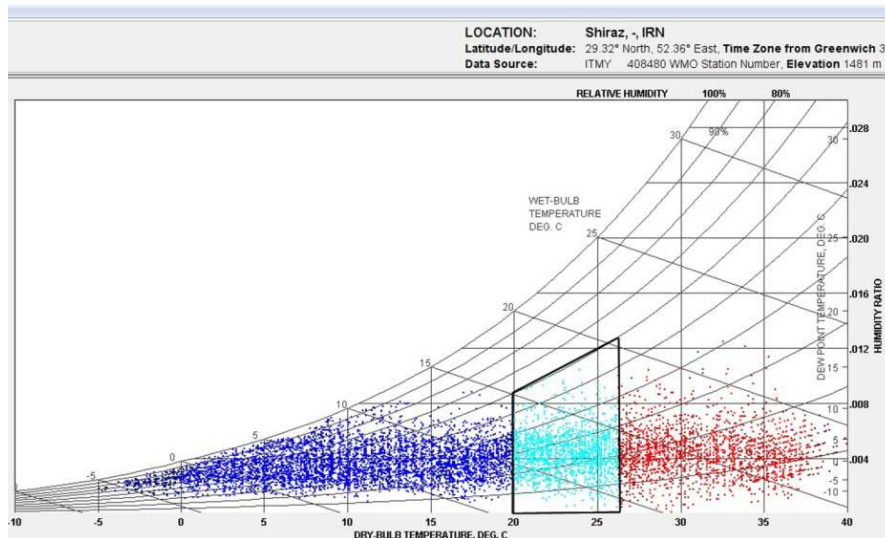 LOCATION: Shiraz, -, IRN
Latitude/Longitude: 29.32° North, 52.36° East, Time Zone from Greenwich 3
Data Source: ITMY 408480 WMO Station Number, Elevation 1481 m
RELATIVE HUMIDITY 100% 80%
90%
30
30
.028
.024
WET-BULB
TEMPERATURE
DEG. C
25
25
.020
DEW POINT TEMPERATURE, DEG. C
HUMIDITY RATIO
.016
20
20
.012
15
15
10
10
.008
5
5
0
0
.004
-5
-5
-10
-10 -5 0 5 10 15 20 25 30 35 40
DRY-BULB TEMPERATURE, DEG. C